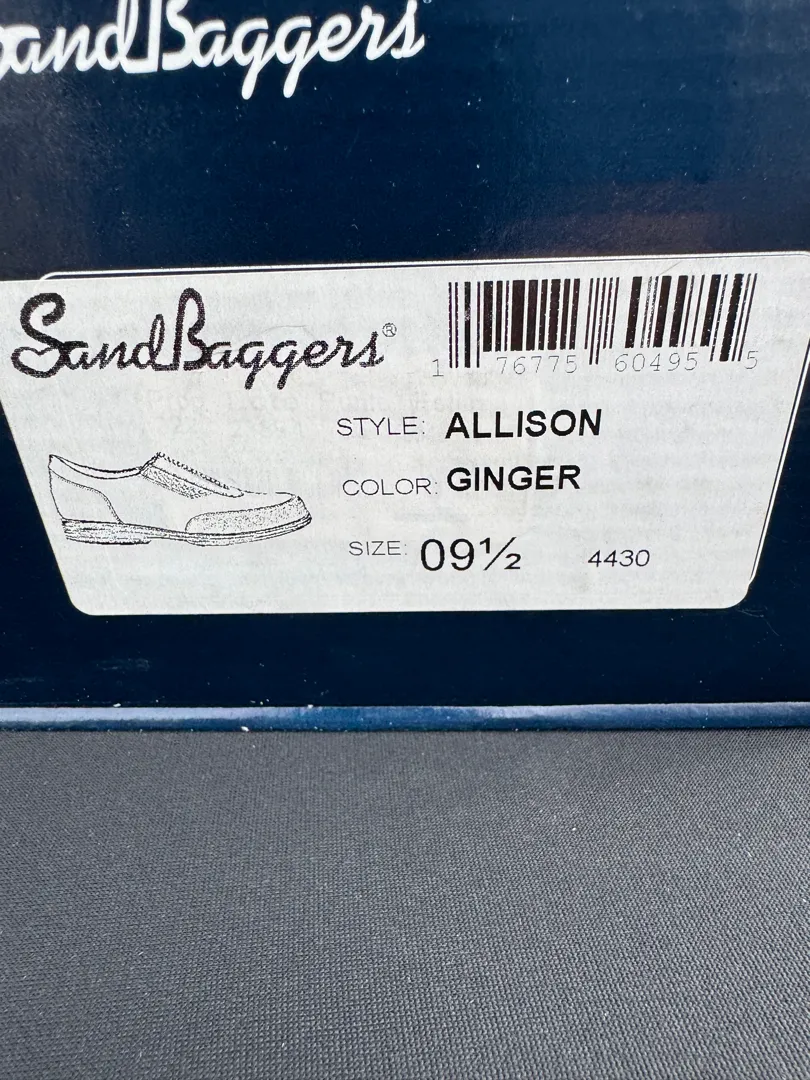 SandBaggers
SandBaggers®
1 76775 60495 5
STYLE: ALLISON
COLOR: GINGER
SIZE: 09½ 4430